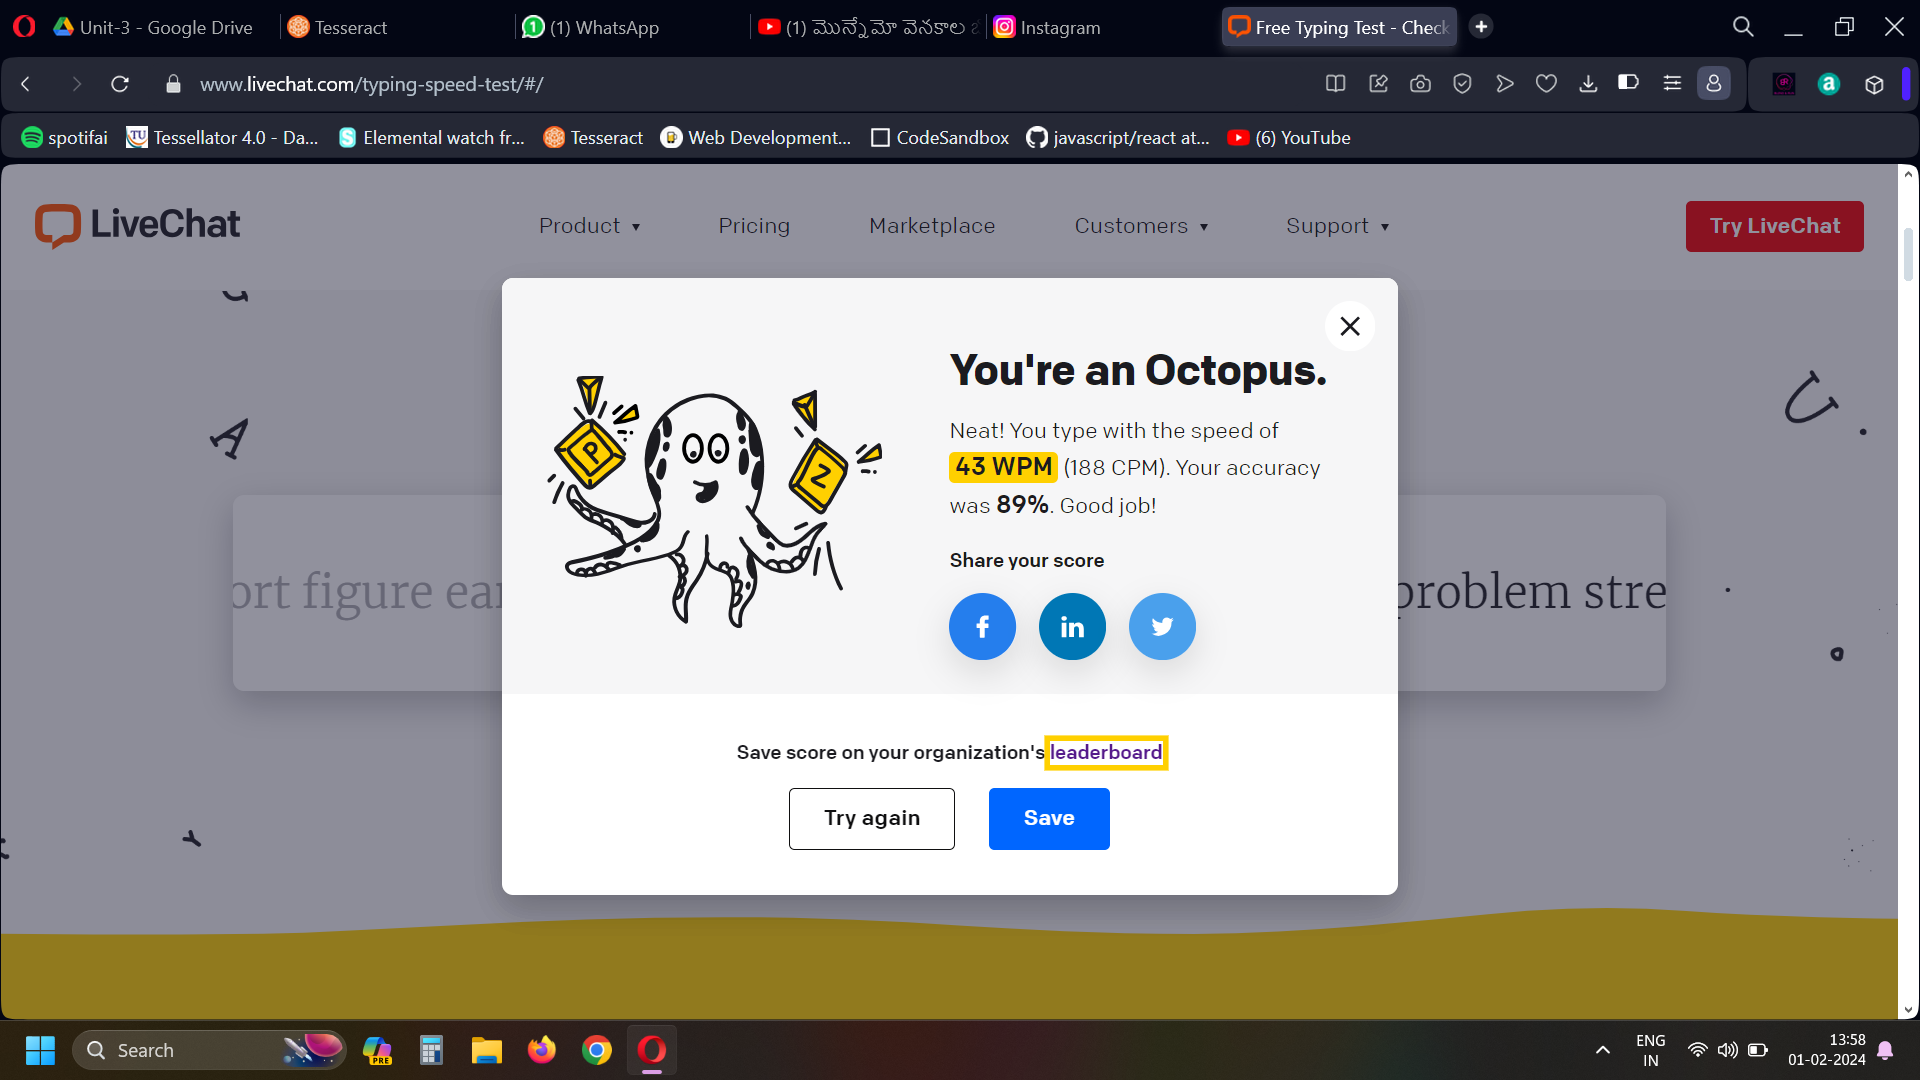 Unit-3 - Google Drive
Tesseract
(1) WhatsApp
(1) మొన్నేమో వెనకాల
Instagram
Free Typing Test - Check
www.livechat.com/typing-speed-test/#/
spotifai
TU
Tessellator 4.0 - Da...
Elemental watch fr...
Tesseract
Web Development...
CodeSandbox
javascript/react at...
(6) YouTube
LiveChat
Product
Pricing
Marketplace
Customers
Support
Try LiveChat
A
P
Z
You're an Octopus.
Neat! You type with the speed of
43 WPM (188 CPM). Your accuracy
was 89%. Good job!
Share your score
ort figure ear
problem stre
Save score on your organization's leaderboard
Try again
Save
Search
PRE
ENG
IN
13:58
01-02-2024